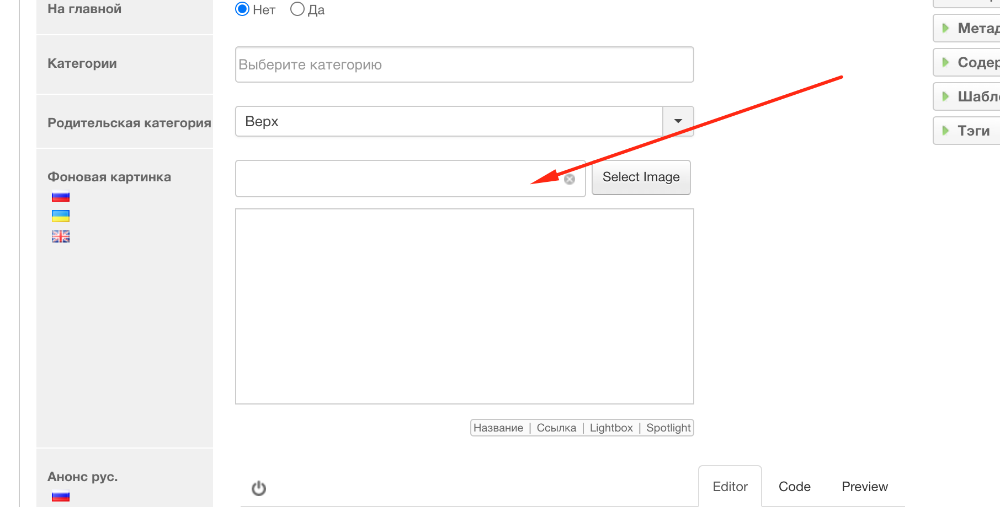 На главной
Нет Да
Метад
Категории
Выберите категорию
Содер
Шабло
Родительская категория
Верх
Тэги
Фоновая картинка
Select Image
Название | Ссылка | Lightbox | Spotlight
Анонс рус.
Editor Code Preview